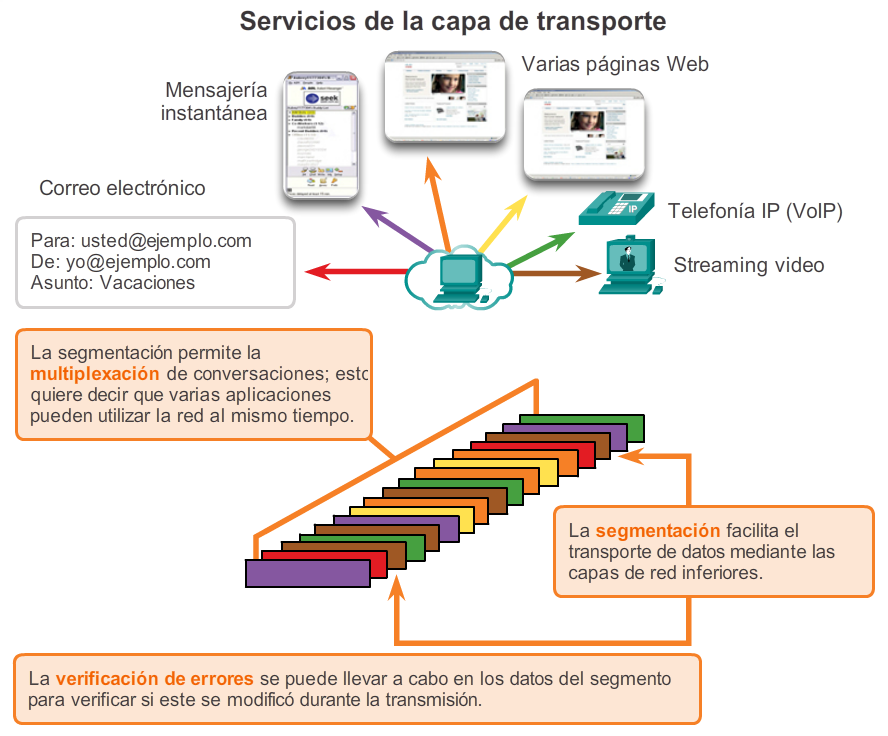 Servicios de la capa de transporte
Mensajería
instantánea
Varias páginas Web
Correo electrónico
Para: usted@ejemplo.com
De: yo@ejemplo.com
Asunto: Vacaciones
seek
IP
Telefonía IP (VoIP)
Streaming video
La segmentación permite la
multiplexación de conversaciones; esto
quiere decir que varias aplicaciones
pueden utilizar la red al mismo tiempo.
La segmentación facilita el
transporte de datos mediante las
capas de red inferiores.
La verificación de errores se puede llevar a cabo en los datos del segmento
para verificar si este se modificó durante la transmisión.